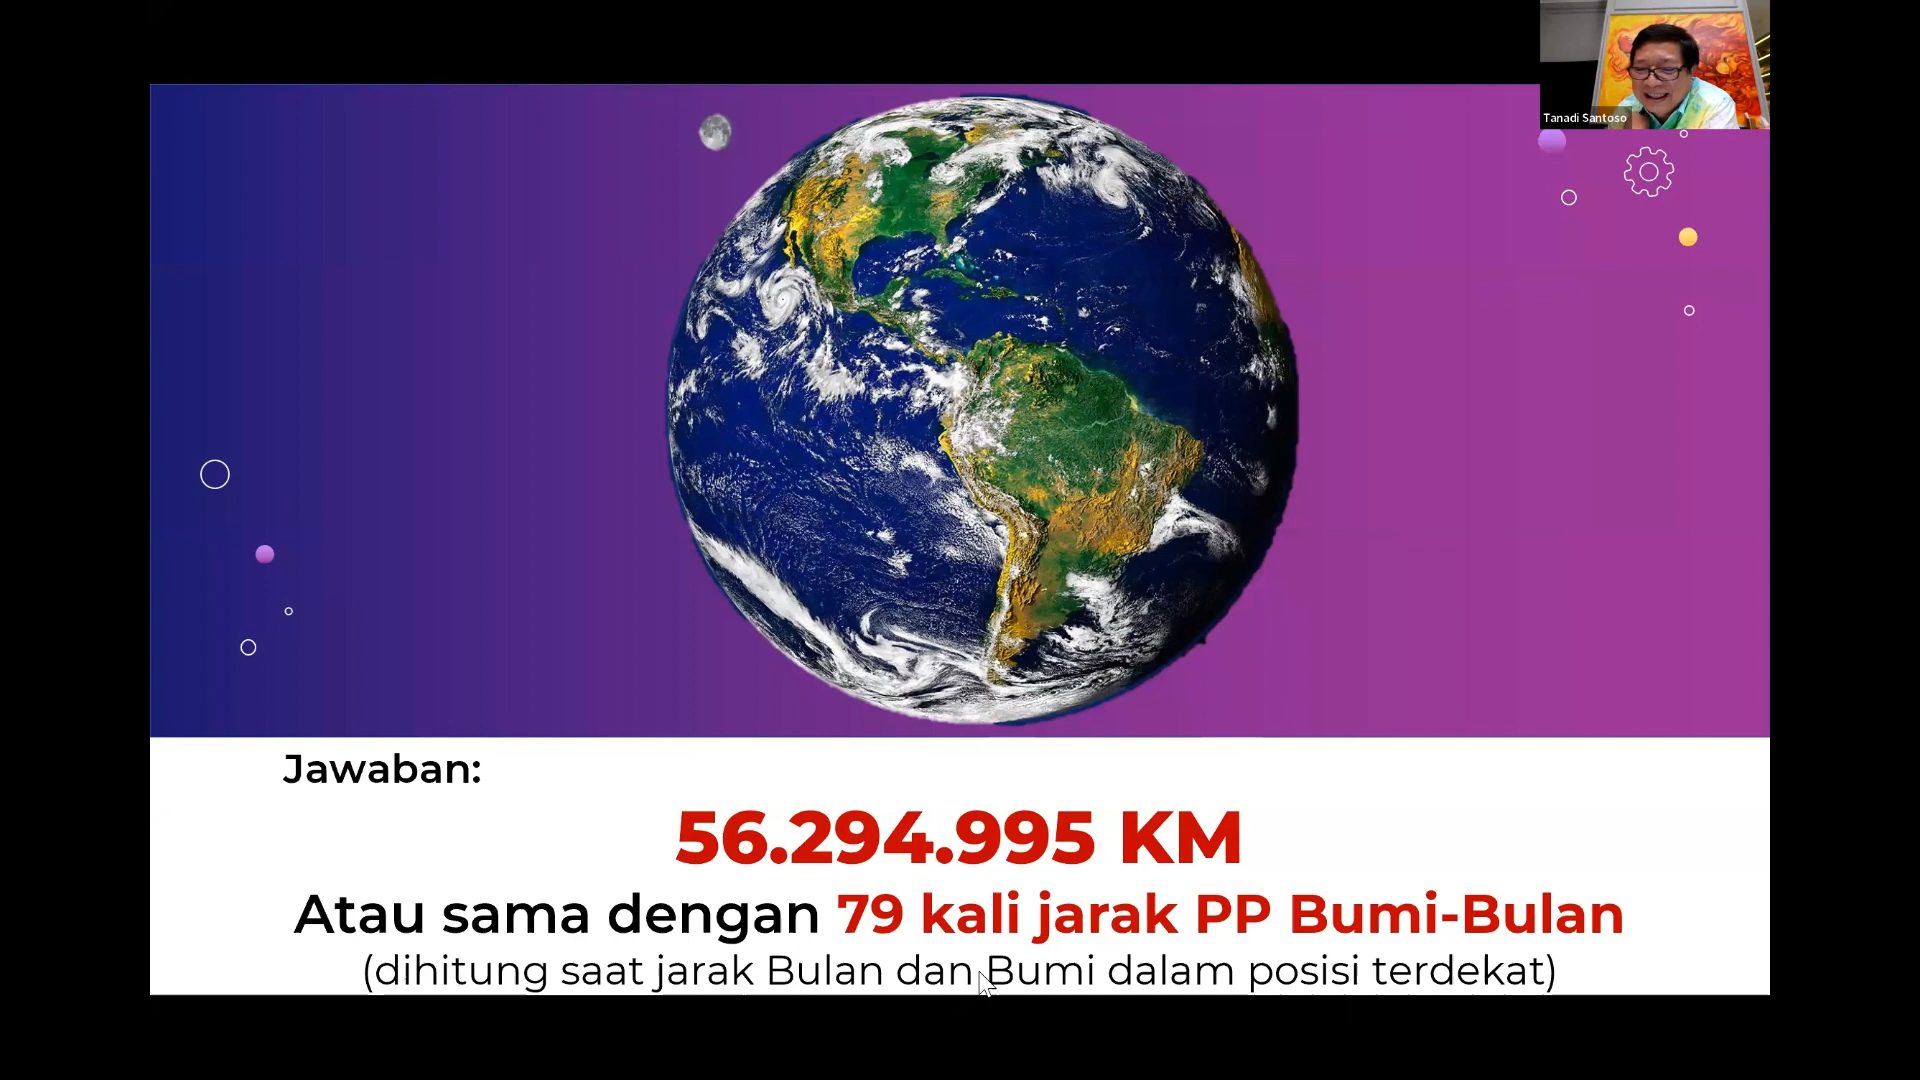 Tanadi Santoso
Jawaban:
56.294.995 KM
Atau sama dengan 79 kali jarak PP Bumi-Bulan
(dihitung saat jarak Bulan dan Bumi dalam posisi terdekat)